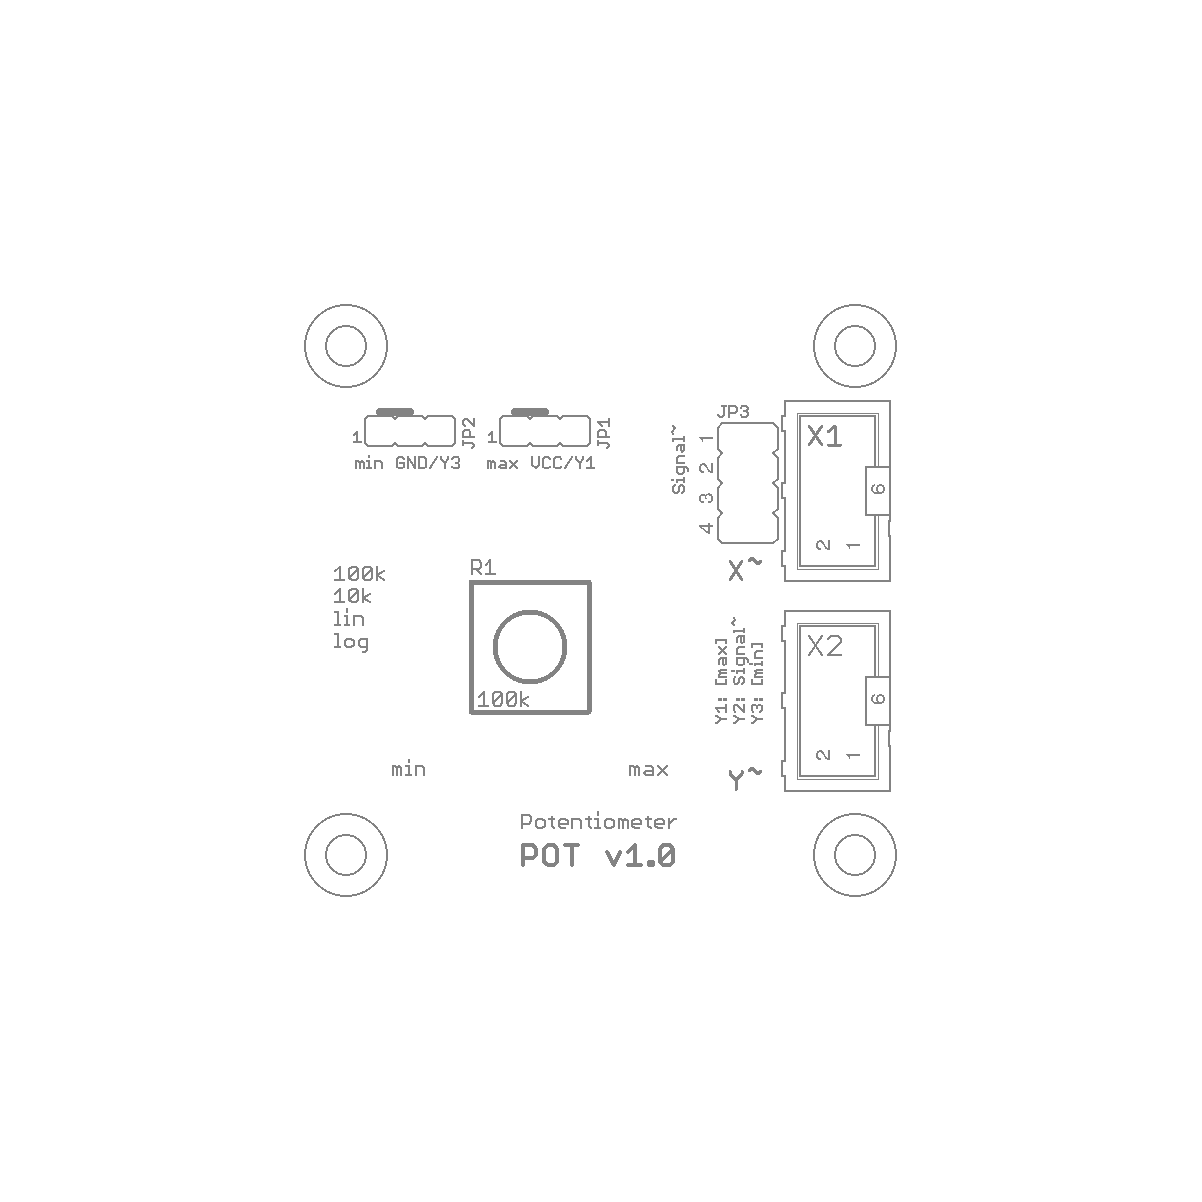 JP2
1
min GND/Y3
JP1
1
max VCC/Y1
JP3
Signal~
1
2
3
4
X~
X1
6
2 1
100k
10k
lin
log
R1
100k
min
max
Y1: [max]
Y2: Signal~
Y3: [min]
Y~
X2
6
2 1
Potentiometer
POT v1.0